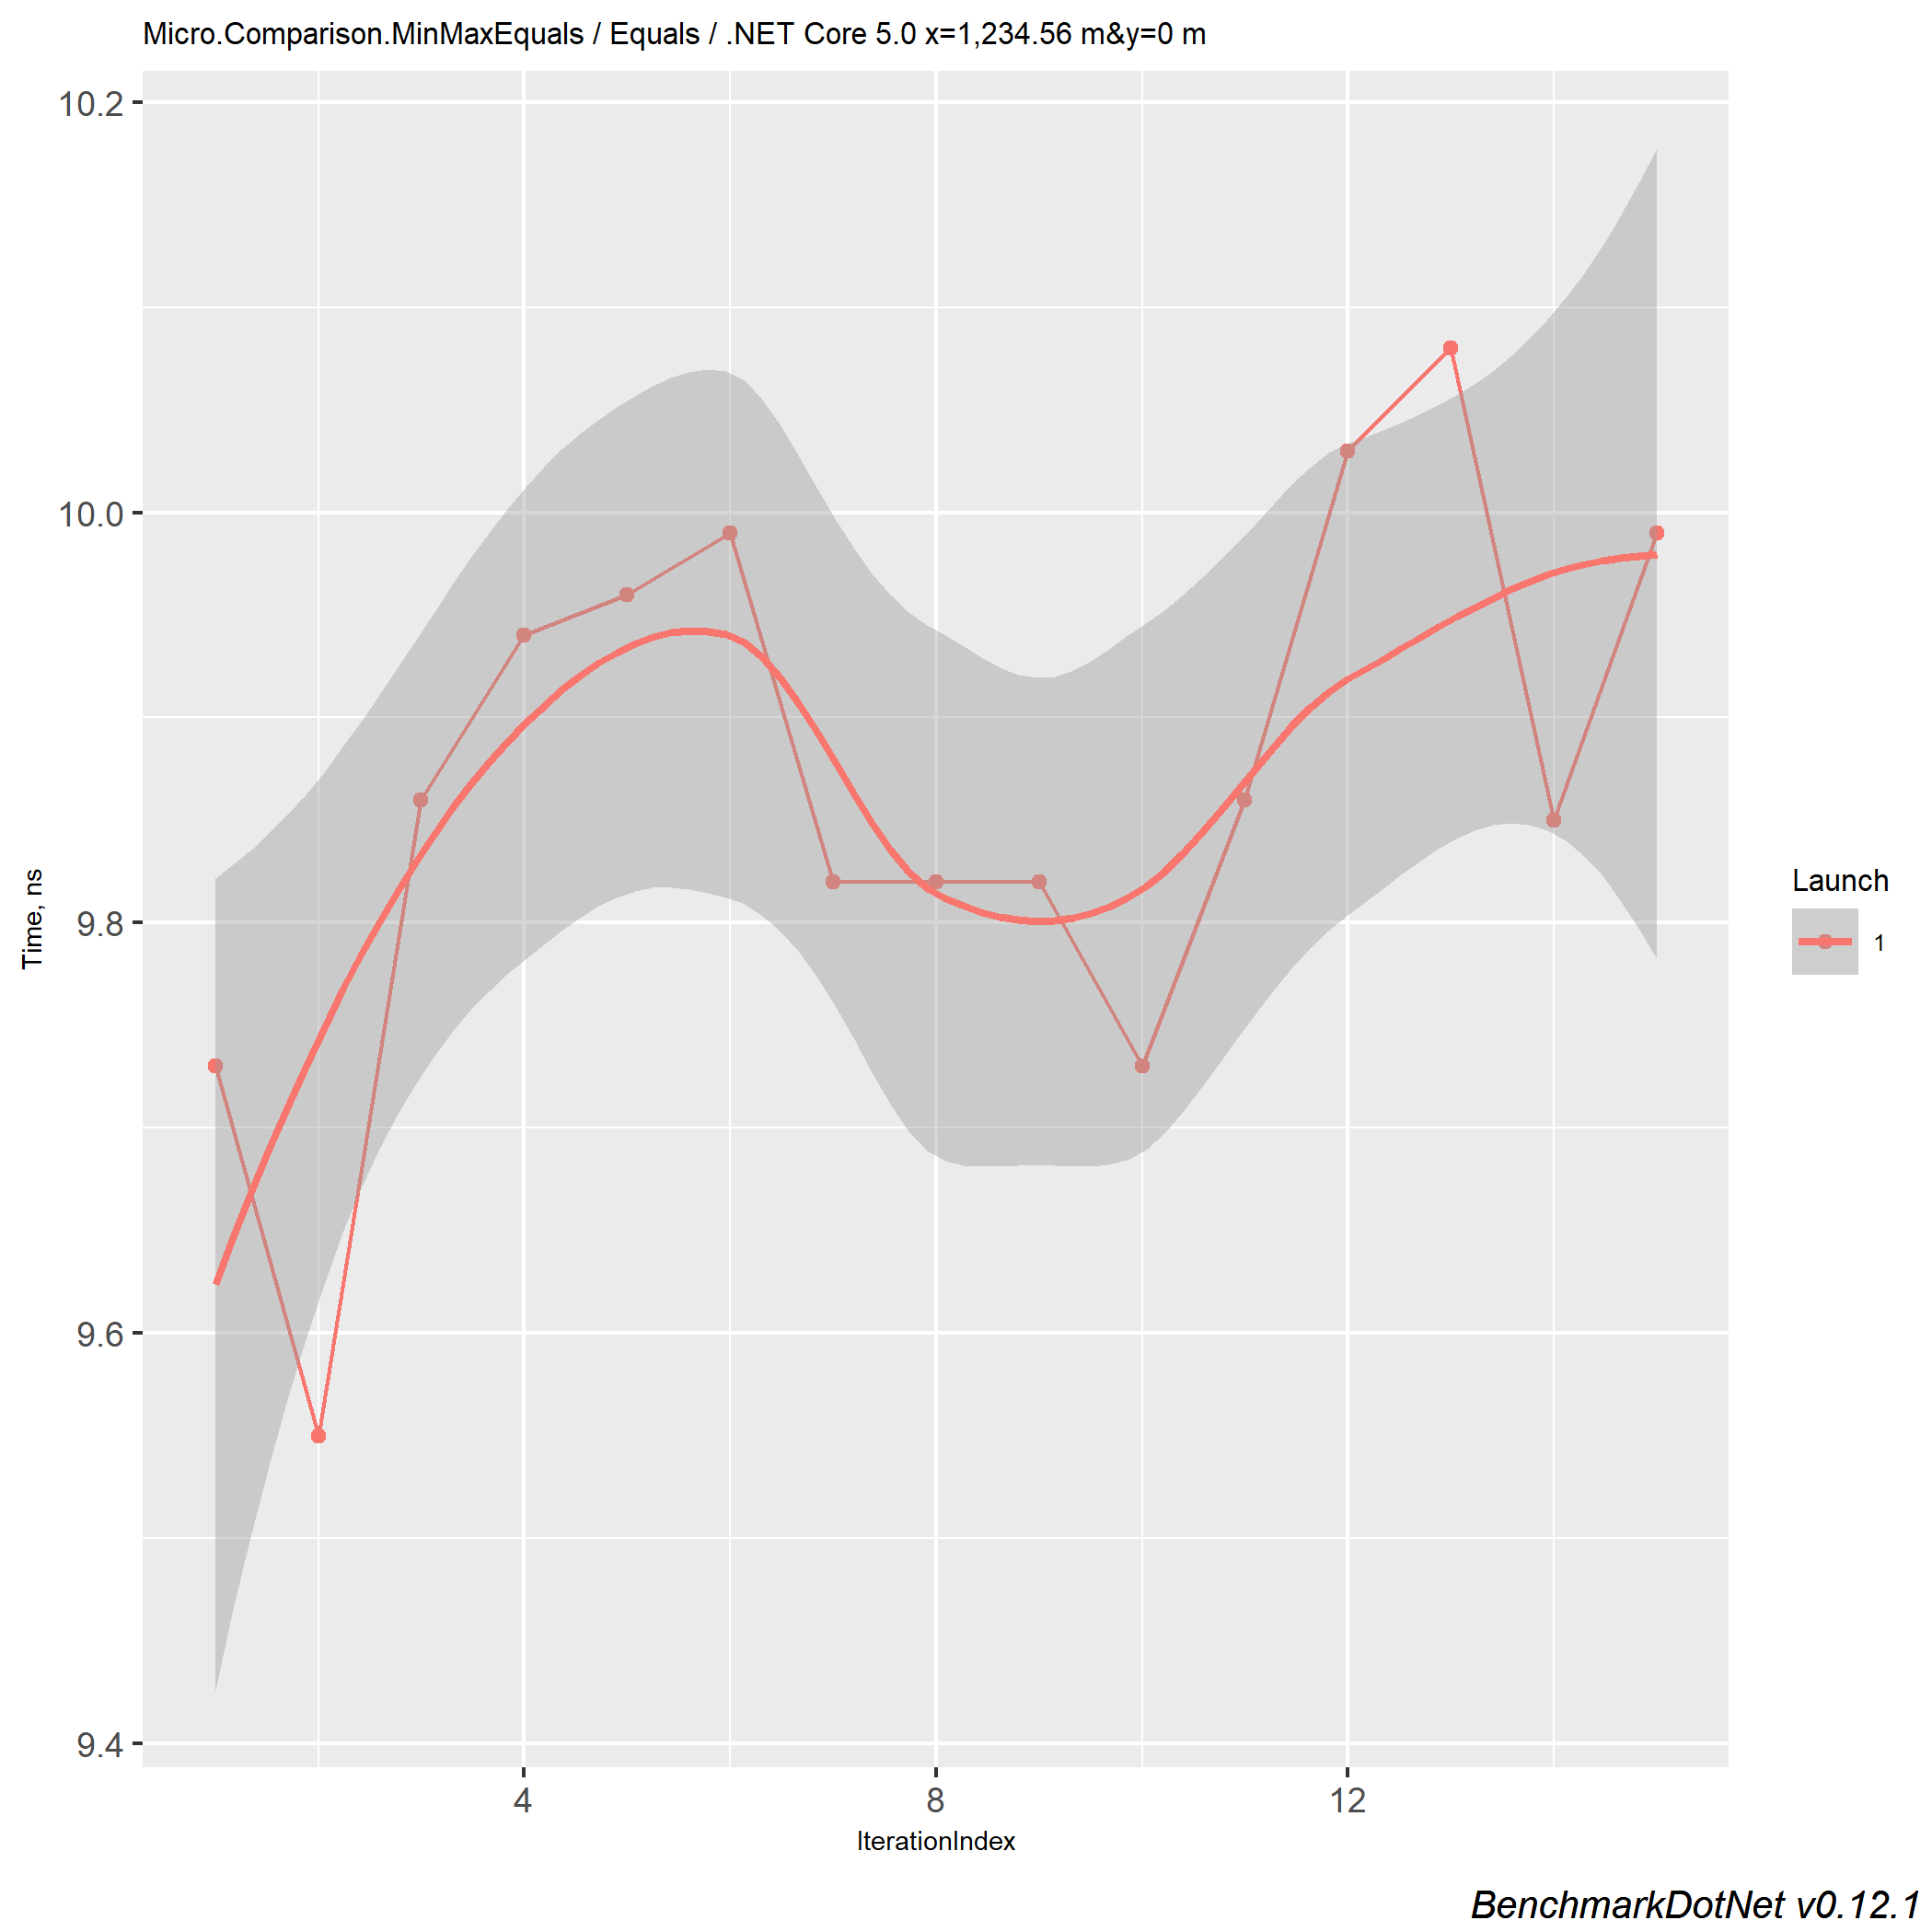 Micro.Comparison.MinMaxEquals / Equals / .NET Core 5.0 x=1,234.56 m&y=0 m
10.2
10.0
9.8
9.6
9.4
Time, ns
4
8
12
IterationIndex
Launch
1
BenchmarkDotNet v0.12.1